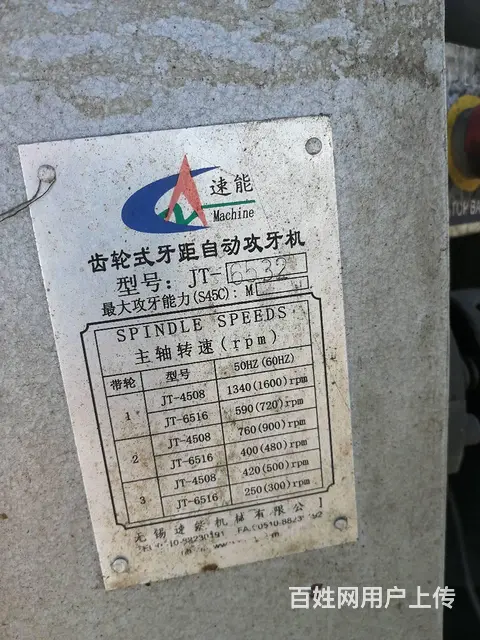 速能
Machine
齿轮式牙距自动攻牙机
型号: JT-6532
最大攻牙能力(S45C): M
SPINDLE SPEEDS
主轴转速(rpm)
带轮 型号 50HZ(60HZ)
1 JT-4508 1340(1600)rpm
JT-6516 590(720)rpm
2 JT-4508 760(900)rpm
JT-6516 400(480)rpm
3 JT-4508 420(500)rpm
JT-6516 250(300)rpm
无锡速能机械有限公司
百姓网用户上传